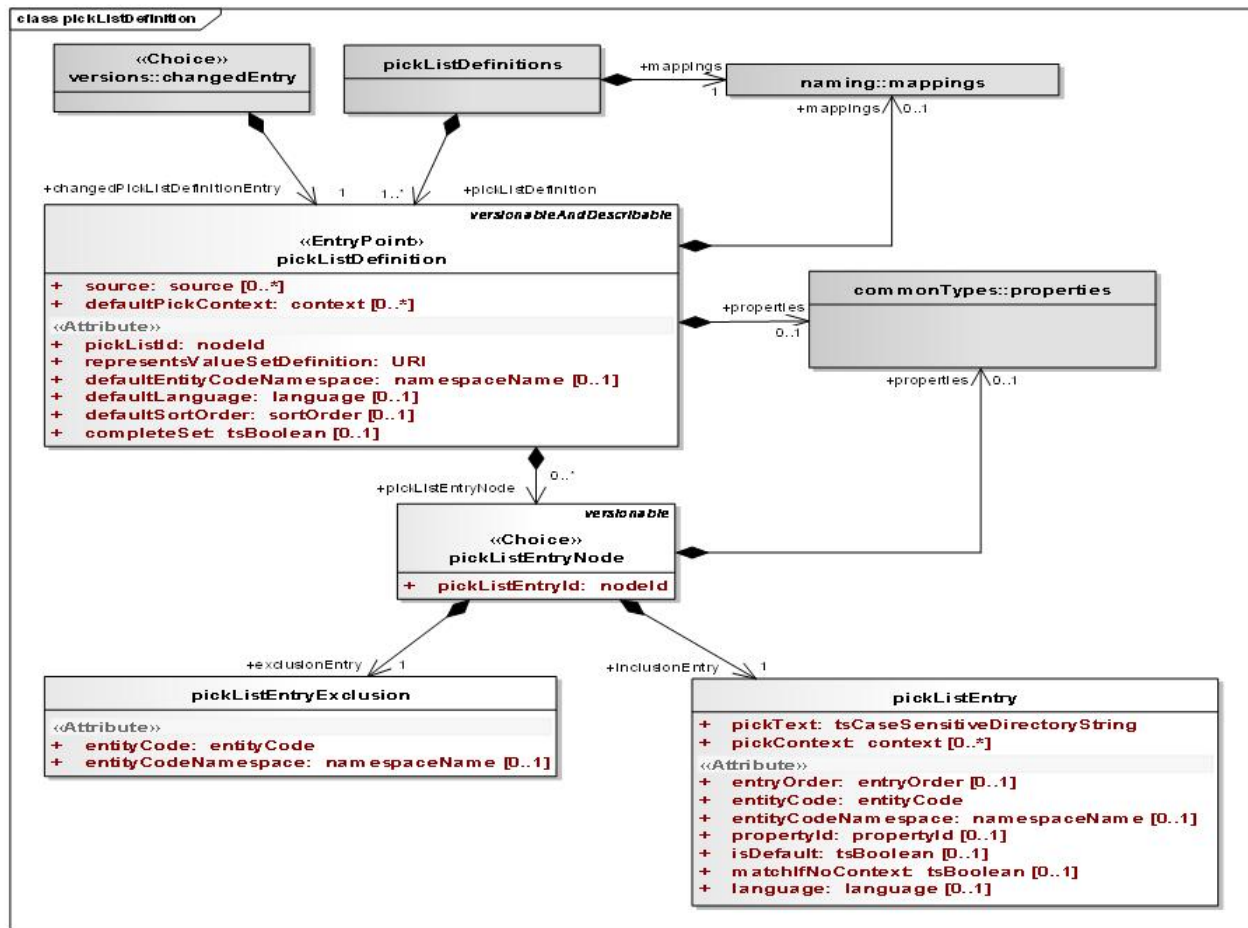 class pickListDefinition
«Choice»
versions::changedEntry
pickListDefinitions
+mappings
1
naming::mappings
+mappings
0..1
+changedPickListDefinitionEntry
1
1..*
+pickListDefinition
versionableAndDescribable
«EntryPoint»
pickListDefinition
+ source: source [0..*]
+ defaultPickContext: context [0..*]
«Attribute»
+ pickListId: nodeId
+ representsValueSetDefinition: URI
+ defaultEntityCodeNamespace: namespaceName [0..1]
+ defaultLanguage: language [0..1]
+ defaultSortOrder: sortOrder [0..1]
+ completeSet: tsBoolean [0..1]
+properties
0..1
commonTypes::properties
+properties
0..1
0..*
+pickListEntryNode
versionable
«Choice»
pickListEntryNode
+ pickListEntryId: nodeId
+exclusionEntry
1
+inclusionEntry
1
pickListEntryExclusion
«Attribute»
+ entityCode: entityCode
+ entityCodeNamespace: namespaceName [0..1]
pickListEntry
+ pickText: tsCaseSensitiveDirectoryString
+ pickContext: context [0..*]
«Attribute»
+ entryOrder: entryOrder [0..1]
+ entityCode: entityCode
+ entityCodeNamespace: namespaceName [0..1]
+ propertyId: propertyId [0..1]
+ isDefault: tsBoolean [0..1]
+ matchIfNoContext: tsBoolean [0..1]
+ language: language [0..1]